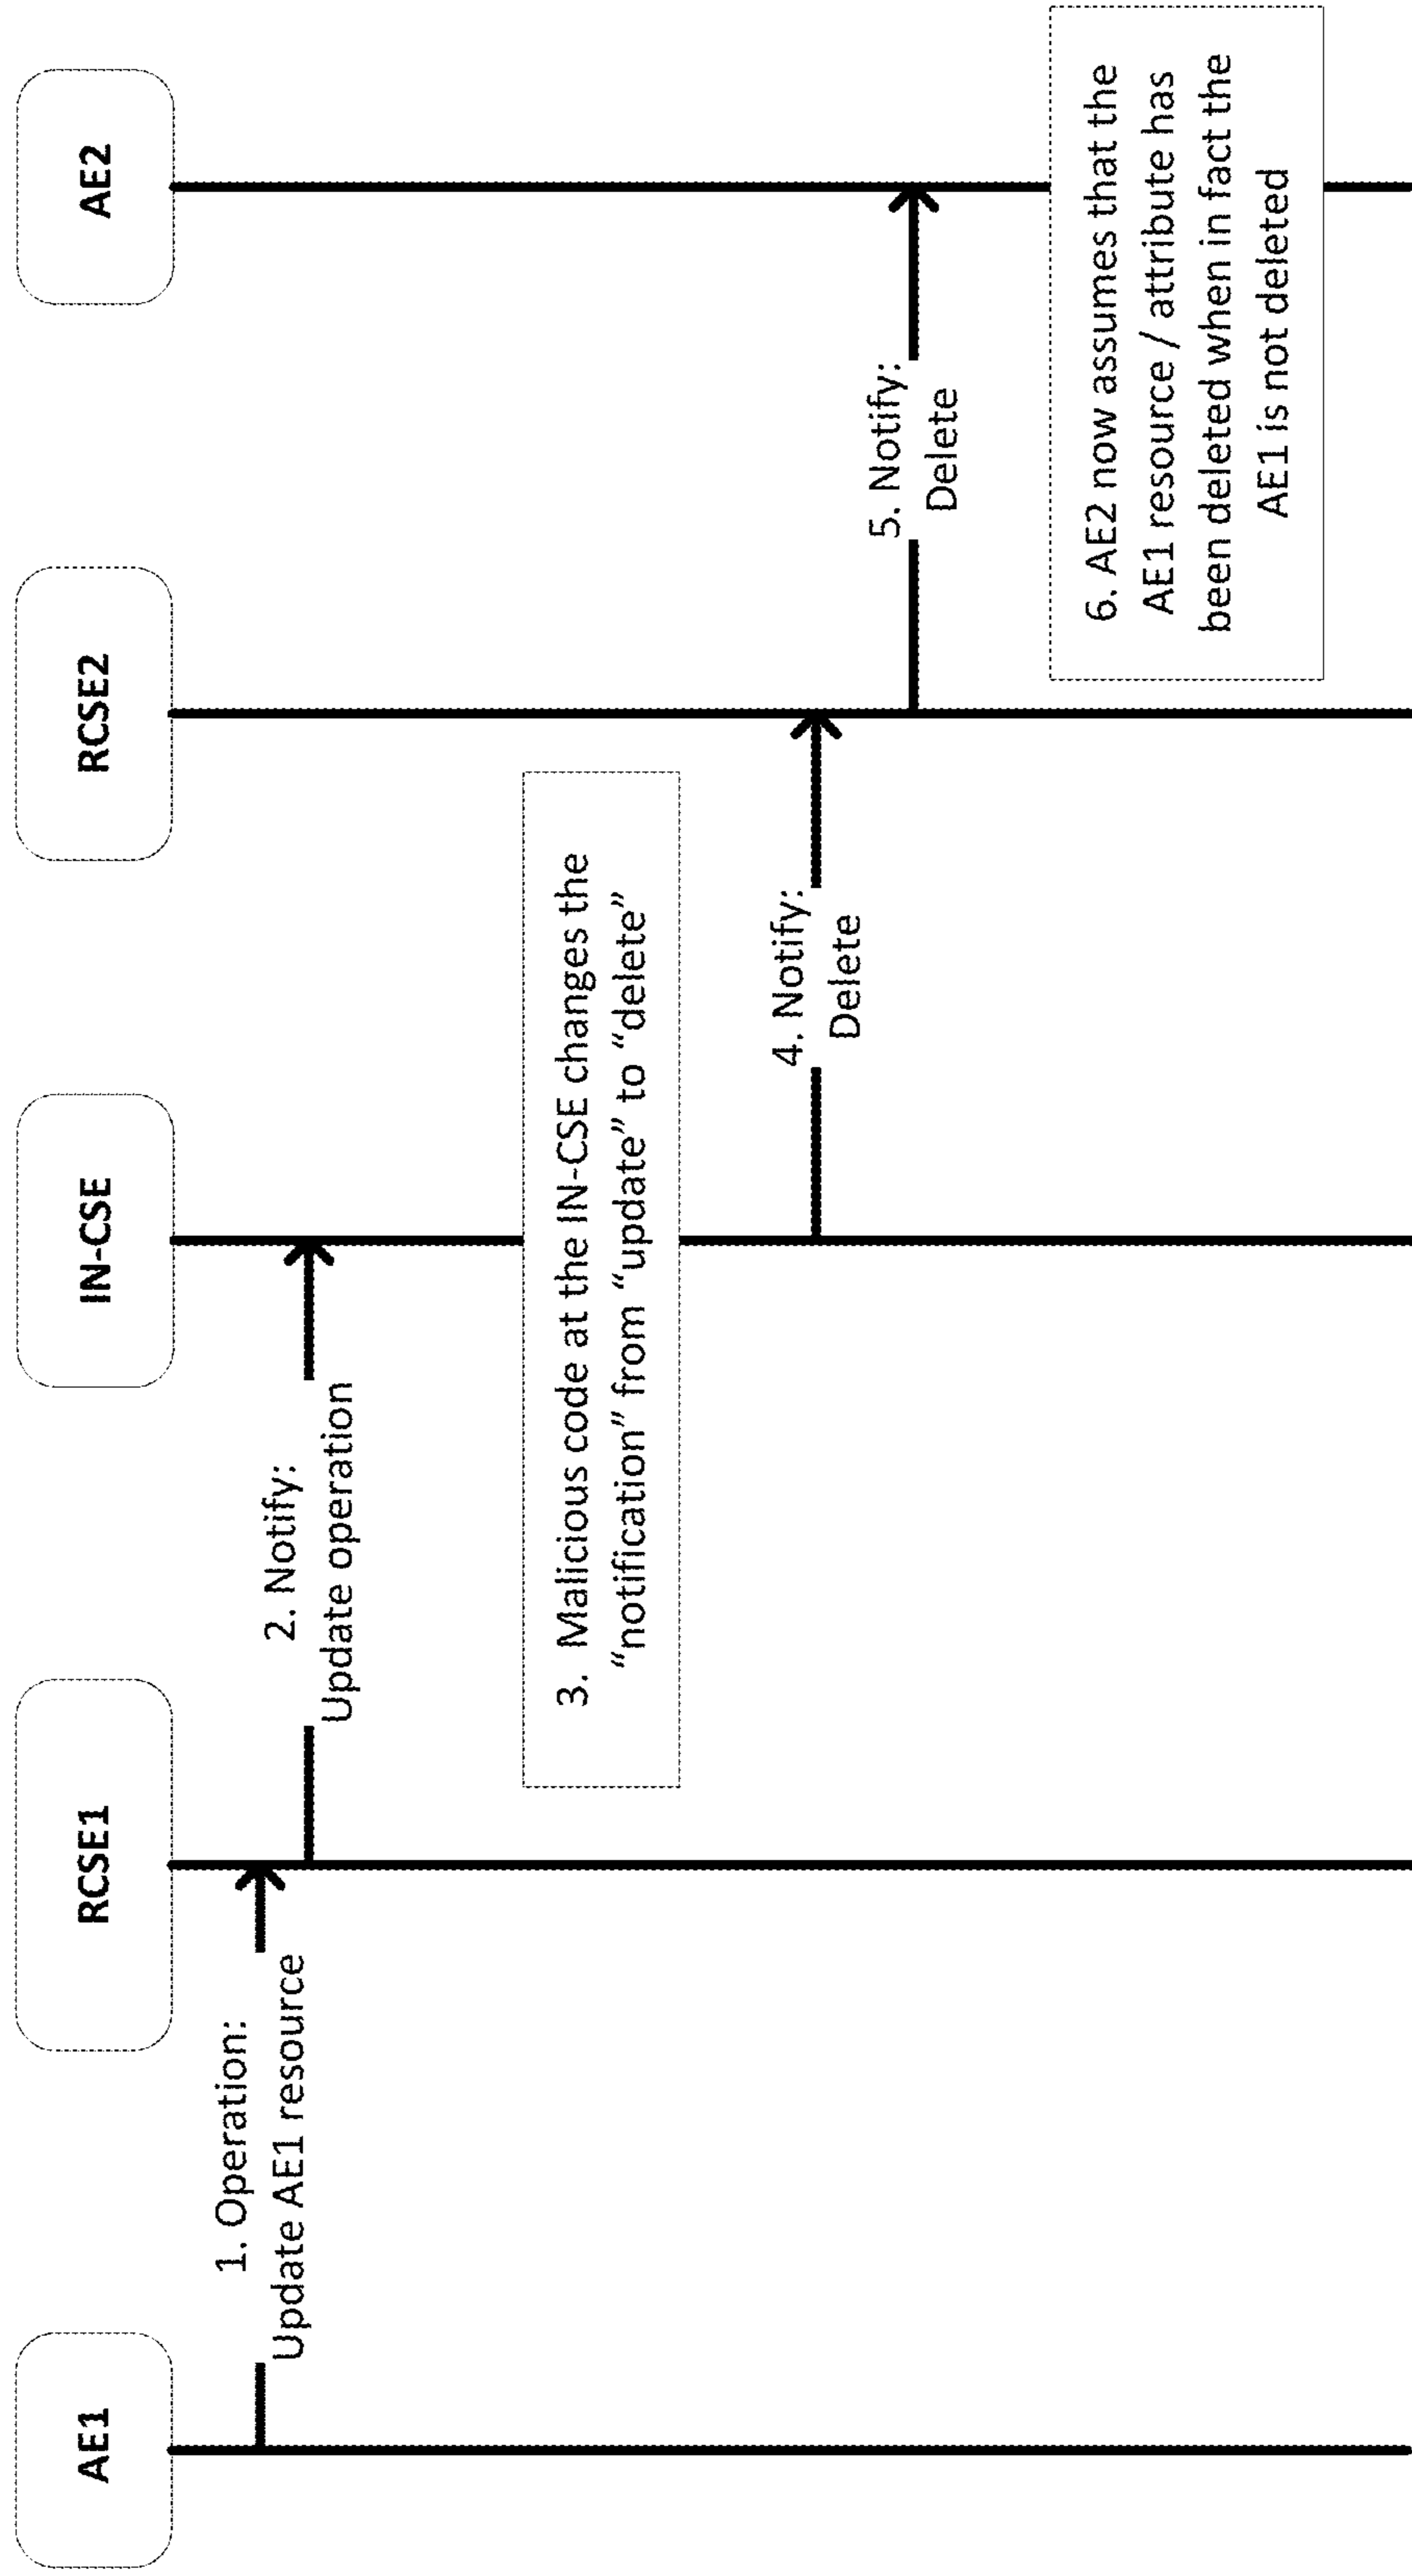 AE1
RCSE1
IN-CSE
RCSE2
AE2
1. Operation:
Update AE1 resource
2. Notify:
Update operation
3. Malicious code at the IN-CSE changes the
“notification” from “update” to “delete”
4. Notify:
Delete
5. Notify:
Delete
6. AE2 now assumes that the
AE1 resource / attribute has
been deleted when in fact the
AE1 is not deleted